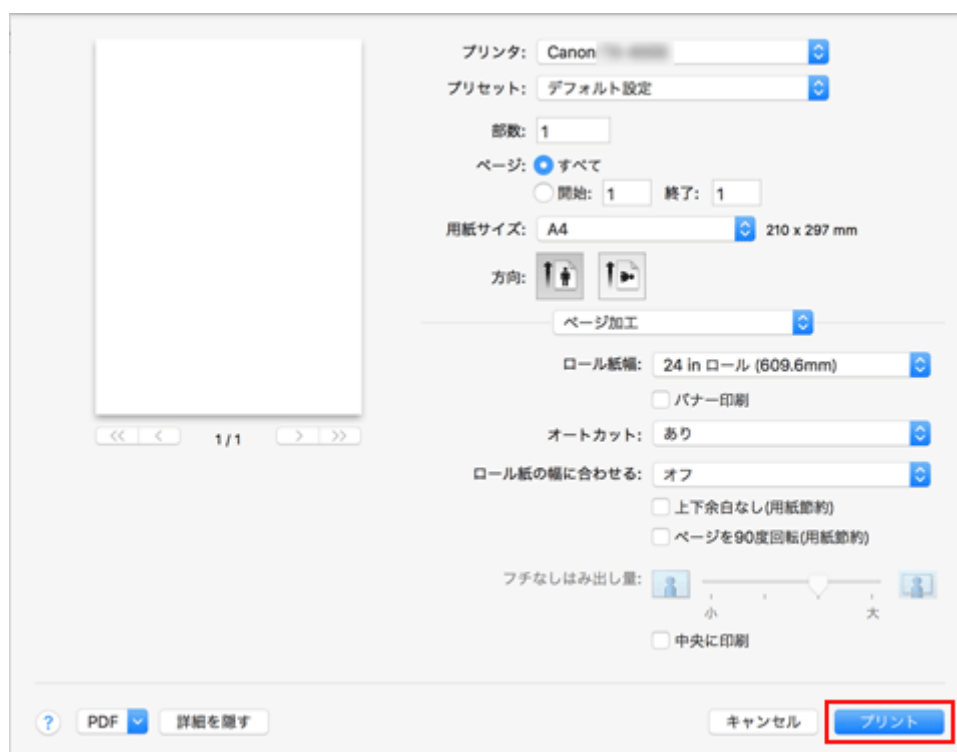 プリンタ: Canon
プリセット: デフォルト設定
部数: 1
ページ: すべて
開始: 1 終了: 1
用紙サイズ: A4 210 x 297 mm
方向:
ページ加工
ロール紙幅: 24 in ロール (609.6mm)
バナー印刷
<< < 1 / 1 > >>
オートカット: あり
ロール紙の幅に合わせる: オフ
上下余白なし(用紙節約)
ページを90度回転(用紙節約)
フチなしはみ出し量:
小 大
中央に印刷
? PDF 詳細を隠す キャンセル プリント